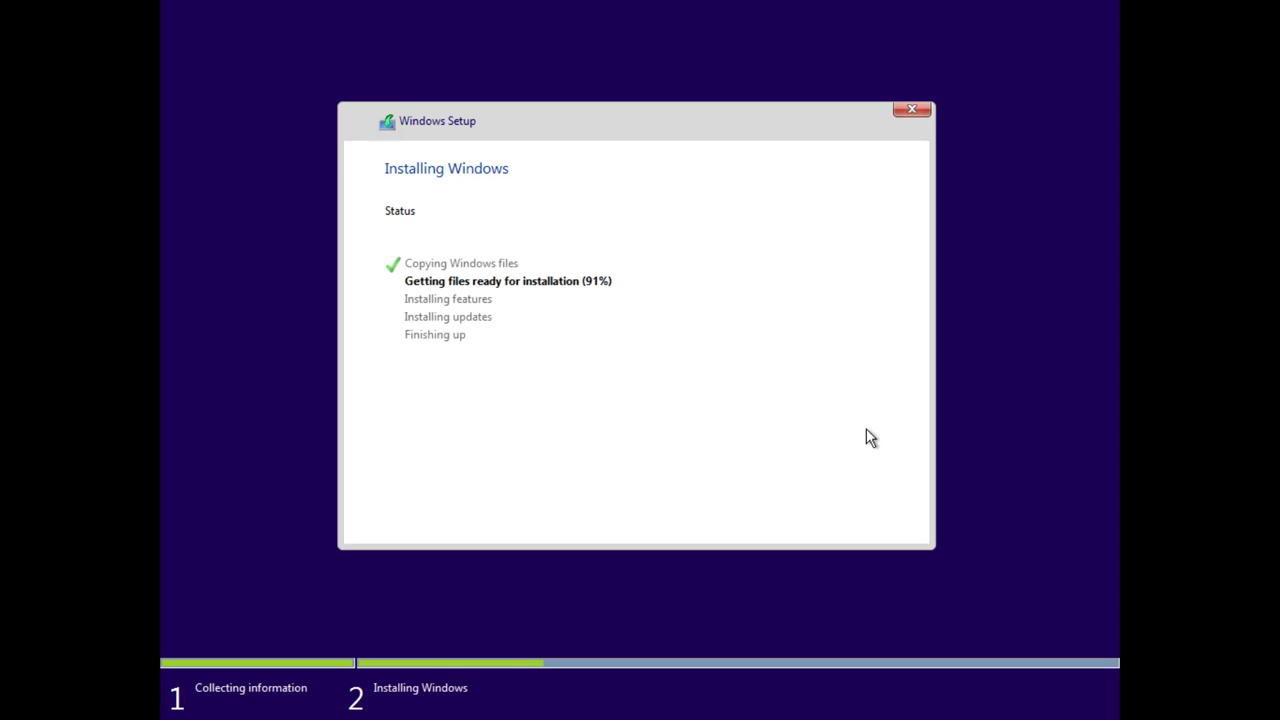 Windows Setup
Installing Windows
Status
Copying Windows files
Getting files ready for installation (91%)
Installing features
Installing updates
Finishing up
1 Collecting information
2 Installing Windows